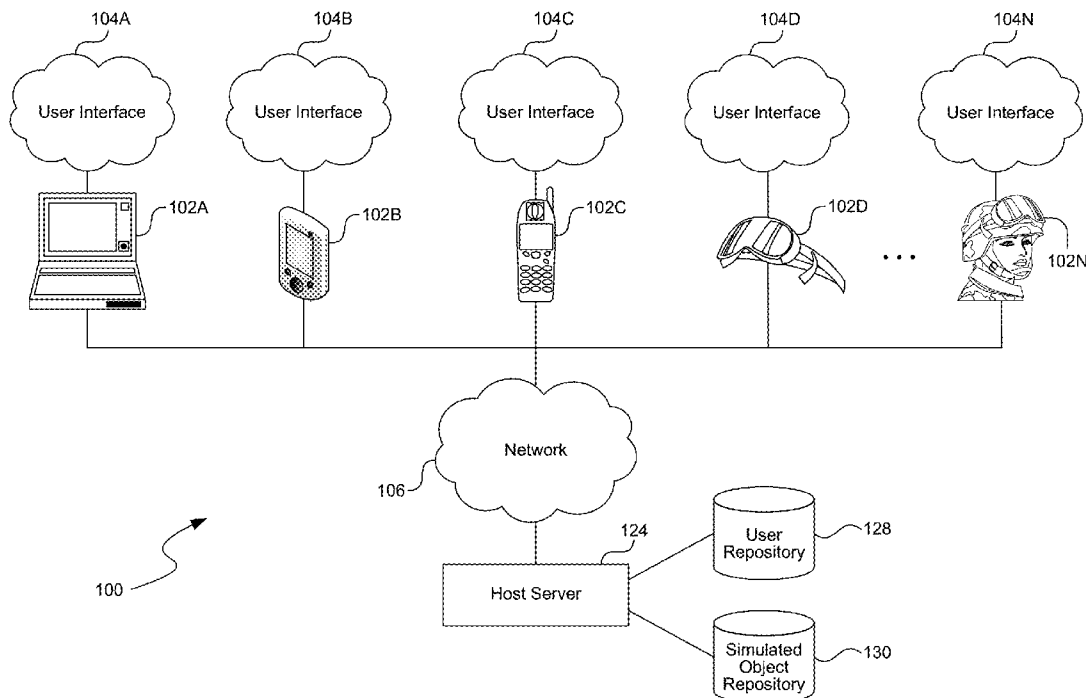 104A
104B
104C
104D
104N
User Interface
User Interface
User Interface
User Interface
User Interface
102A
102B
102C
102D
102N
Network
106
124
100
Host Server
User
Repository
128
Simulated
Object
Repository
130